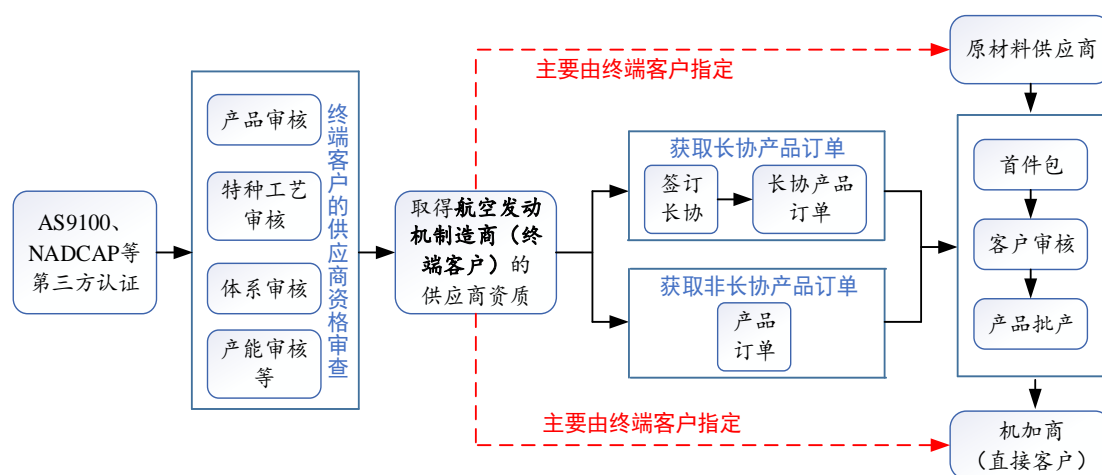 AS9100、
NADCAP等
第三方认证
产品审核
特种工艺
审核
体系审核
产能审核
等
终端客户的供应商资格审查
取得航空发动
机制造商（终
端客户）的
供应商资质
主要由终端客户指定
获取长协产品订单
签订
长协
长协产品
订单
获取非长协产品订单
产品
订单
主要由终端客户指定
原材料供应商
首件包
客户审核
产品批产
机加商
（直接客户）